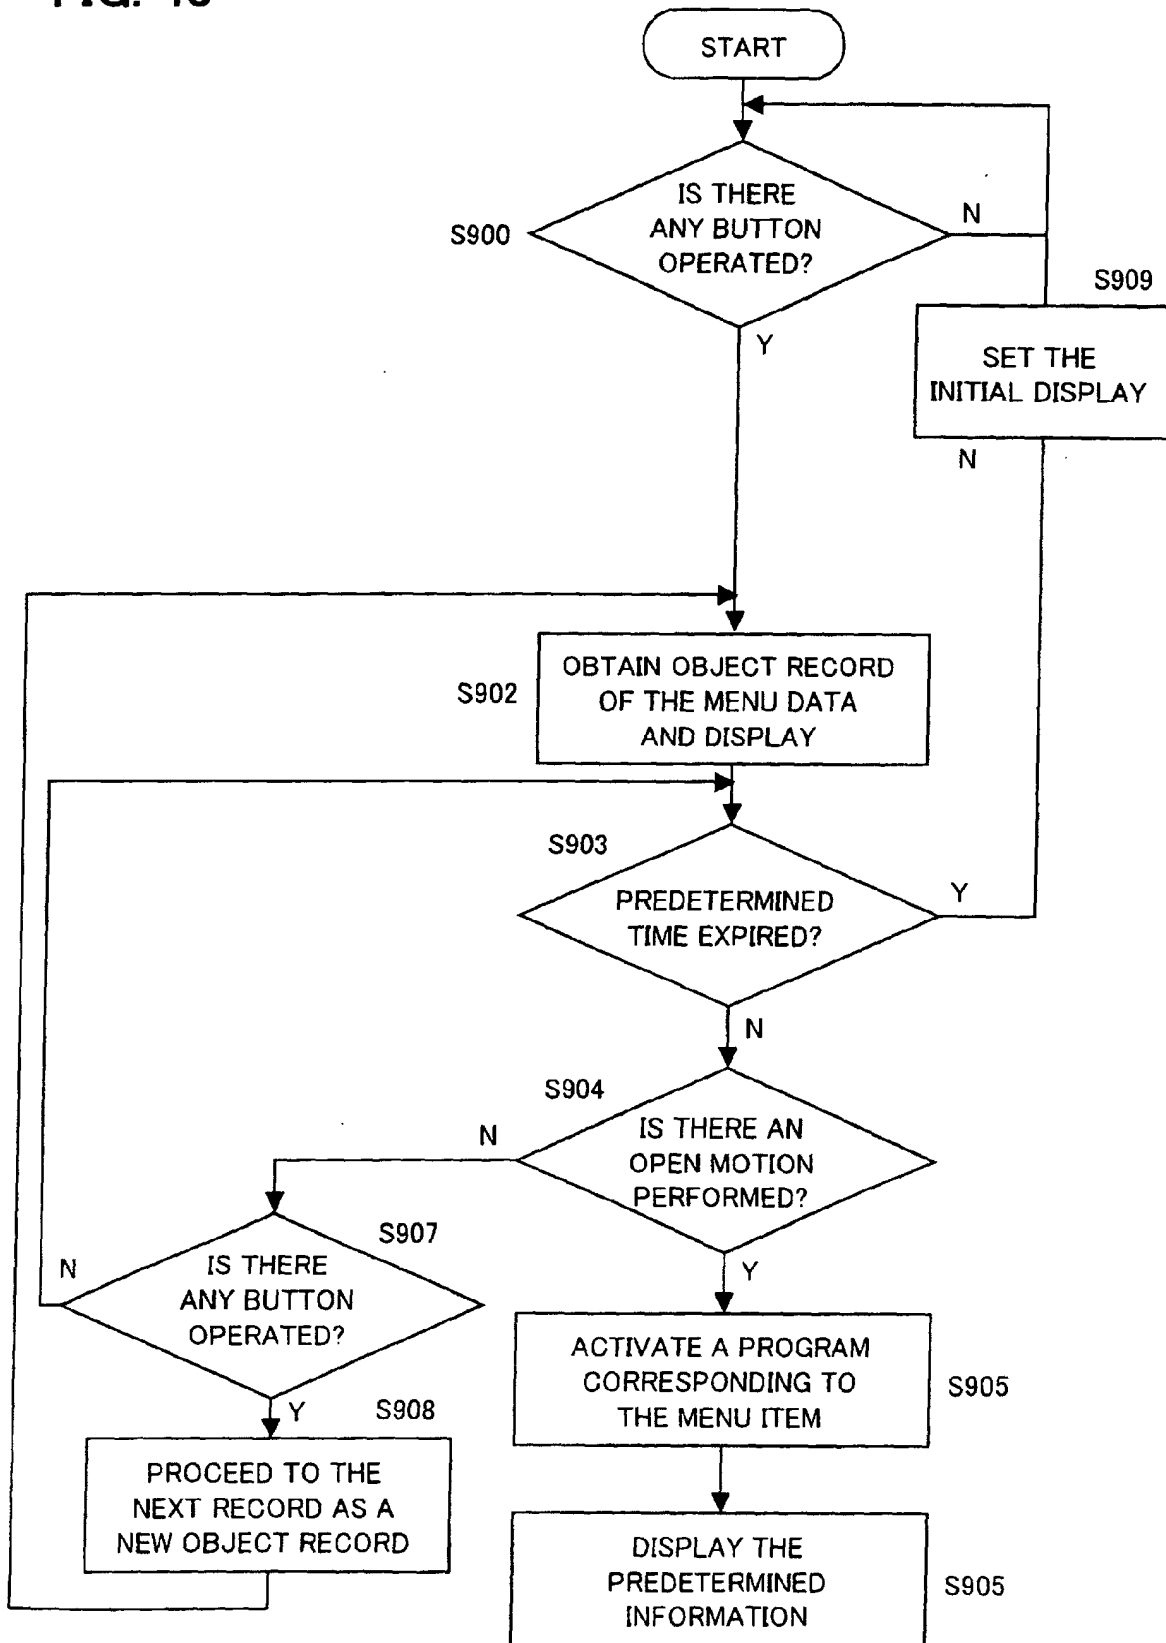 FIG.
START
IS THERE
ANY BUTTON
OPERATED?
S900
N
Y
S909
SET THE
INITIAL DISPLAY
N
OBTAIN OBJECT RECORD
OF THE MENU DATA
AND DISPLAY
S902
S903
PREDETERMINED
TIME EXPIRED?
Y
N
S904
IS THERE AN
OPEN MOTION
PERFORMED?
N
Y
S907
IS THERE
ANY BUTTON
OPERATED?
N
Y
S908
PROCEED TO THE
NEXT RECORD AS A
NEW OBJECT RECORD
ACTIVATE A PROGRAM
CORRESPONDING TO
THE MENU ITEM
S905
DISPLAY THE
PREDETERMINED
INFORMATION
S905